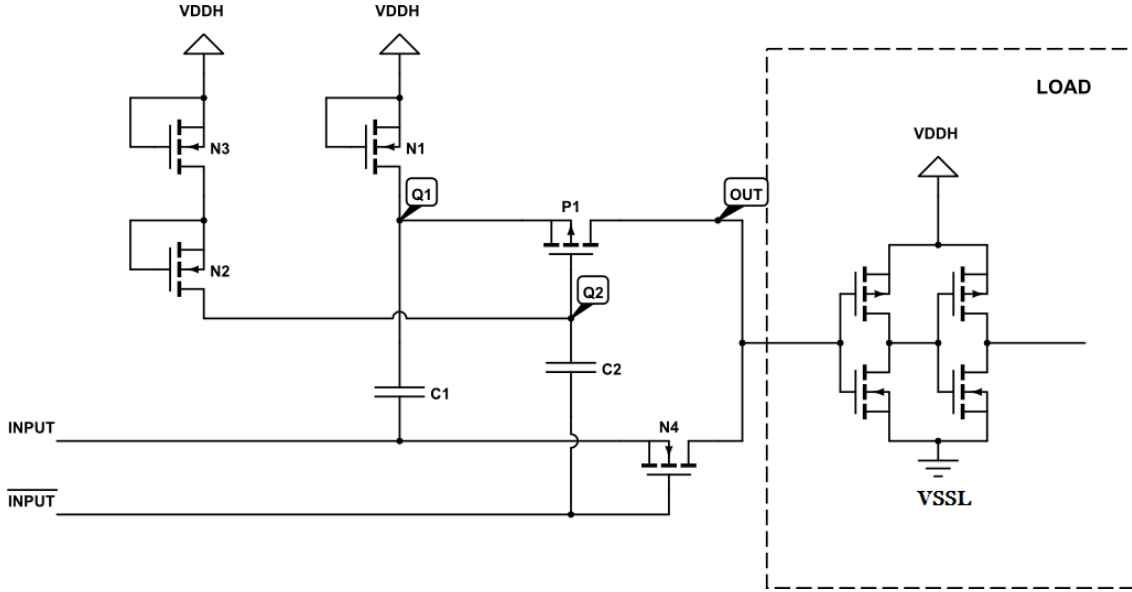 VDDH
VDDH
LOAD
VDDH
N3
N1
Q1
P1
OUT
N2
Q2
C2
C1
INPUT
N4
INPUT
VSSL